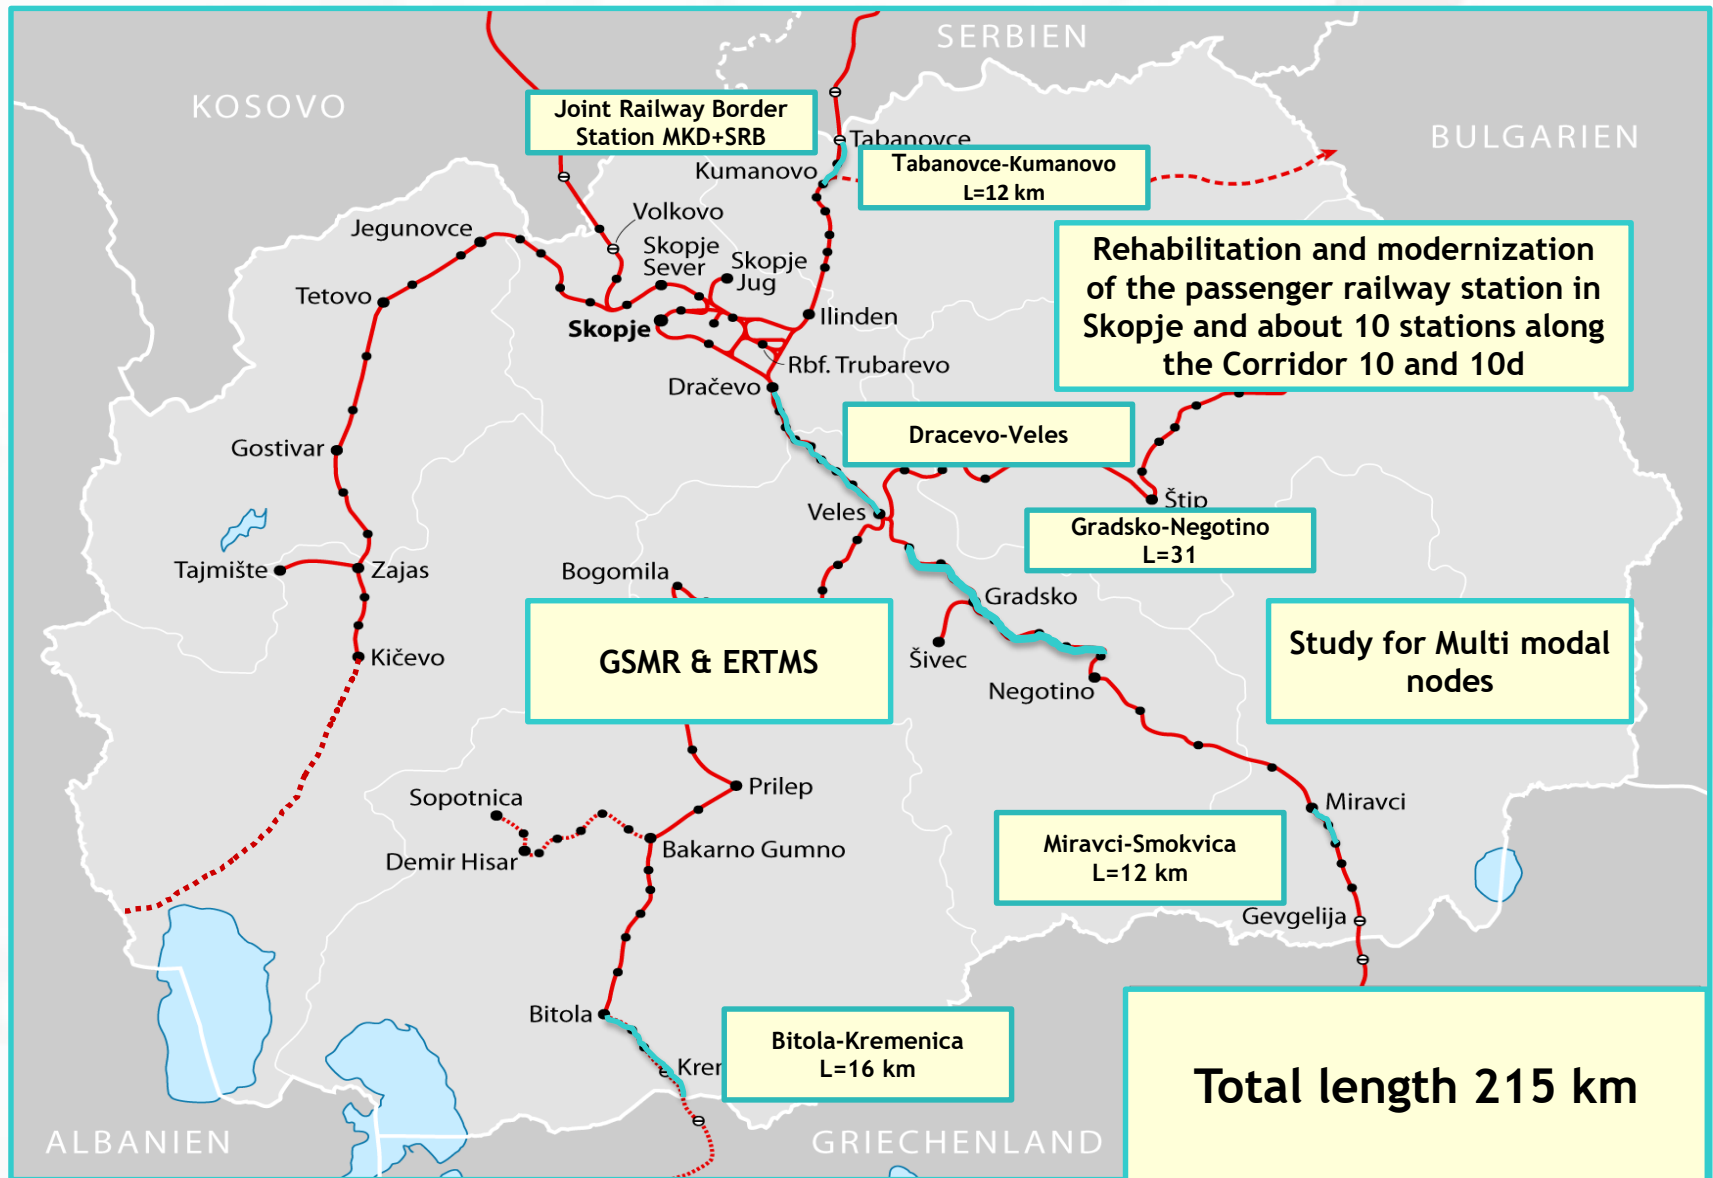 SERBIEN
KOSOVO
BULGARIEN
Joint Railway Border
Station MKD+SRB
Tabanovce
Kumanovo
Tabanovce-Kumanovo
L=12 km
Volkovo
Jegunovce
Skopje
Sever
Skopje
Jug
Rehabilitation and modernization
of the passenger railway station in
Skopje and about 10 stations along
the Corridor 10 and 10d
Tetovo
Skopje
Ilinden
Rbf. Trubarevo
Dračevo
Dracevo-Veles
Gostivar
Štip
Veles
Gradsko-Negotino
L=31
Tajmište
Zajas
Bogomila
Gradsko
GSMR & ERTMS
Study for Multi modal
nodes
Kičevo
Šivec
Negotino
Prilep
Sopotnica
Miravci
Demir Hisar
Bakarno Gumno
Miravci-Smokvica
L=12 km
Gevgelija
Bitola
Bitola-Kremenica
L=16 km
Total length 215 km
ALBANIEN
GRIECHENLAND